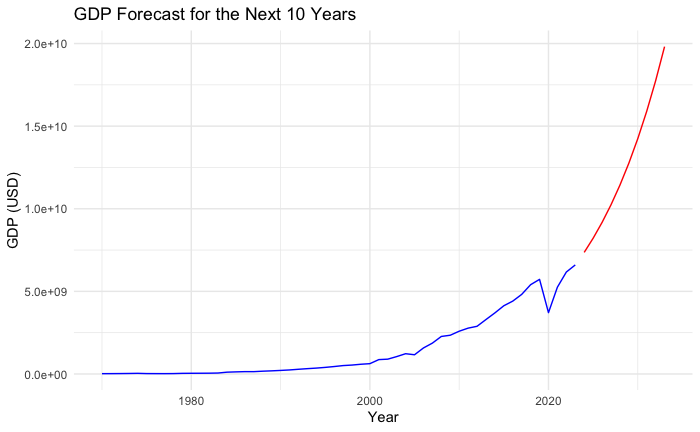 GDP Forecast for the Next 10 Years
2.0e+10
1.5e+10
1.0e+10
5.0e+09
0.0e+00
GDP (USD)
1980
2000
2020
Year